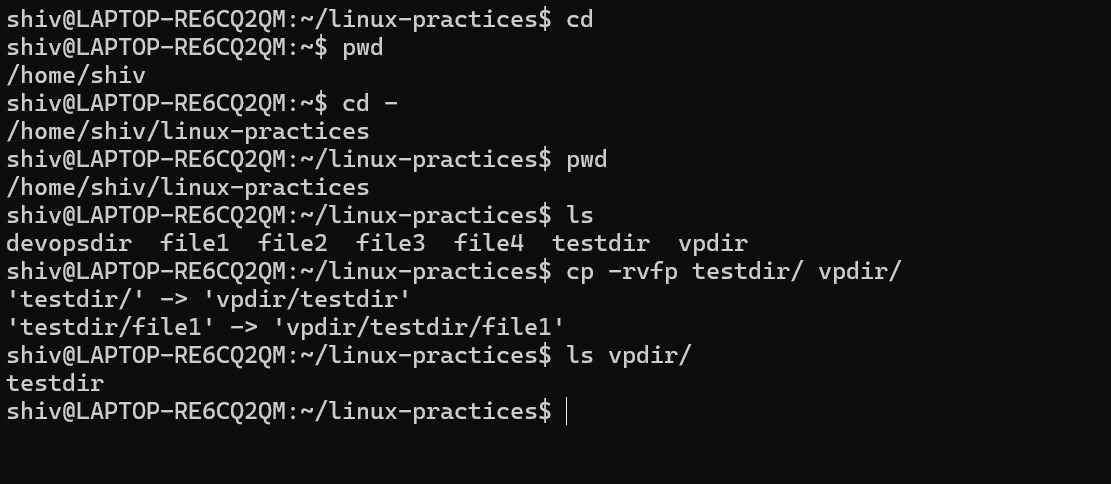 shiv@LAPTOP-RE6CQ2QM:~/linux-practices$ cd
shiv@LAPTOP-RE6CQ2QM:~$ pwd
/home/shiv
shiv@LAPTOP-RE6CQ2QM:~$ cd -
/home/shiv/linux-practices
shiv@LAPTOP-RE6CQ2QM:~/linux-practices$ pwd
/home/shiv/linux-practices
shiv@LAPTOP-RE6CQ2QM:~/linux-practices$ ls
devopsdir  file1  file2  file3  file4  testdir  vpdir
shiv@LAPTOP-RE6CQ2QM:~/linux-practices$ cp -rvfp testdir/ vpdir/
'testdir/' -> 'vpdir/testdir'
'testdir/file1' -> 'vpdir/testdir/file1'
shiv@LAPTOP-RE6CQ2QM:~/linux-practices$ ls vpdir/
testdir
shiv@LAPTOP-RE6CQ2QM:~/linux-practices$